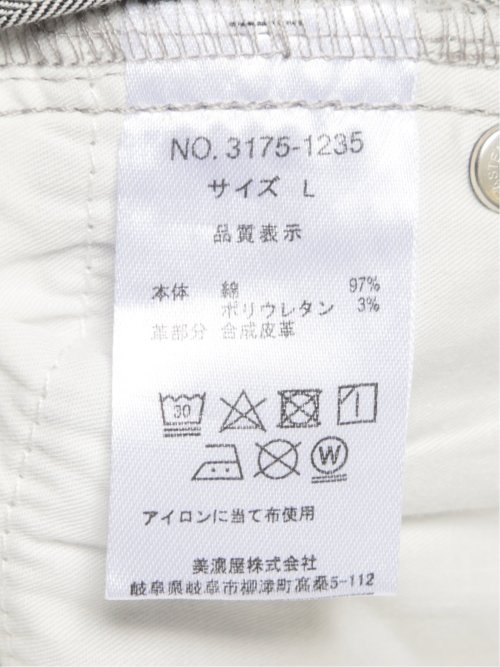 NO. 3175-1235
サイズ L
品質表示
本体 綿 97%
ポリウレタン 3%
革部分 合成皮革
30
W
アイロンに当て布使用
美濃屋株式会社
岐阜県岐阜市柳津町高桑5-112